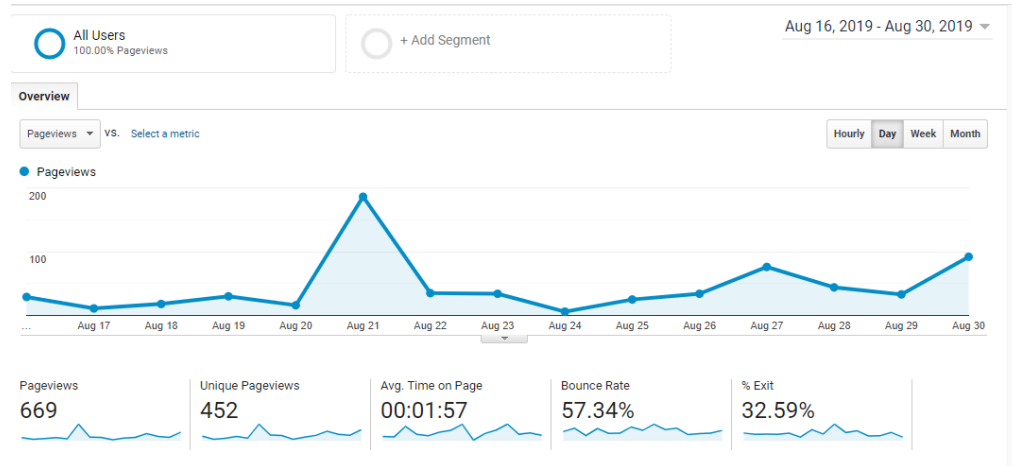 All Users
100.00% Pageviews
+ Add Segment
Aug 16, 2019 - Aug 30, 2019
Overview
Pageviews VS. Select a metric
Hourly Day Week Month
Pageviews
200
100
... Aug 17 Aug 18 Aug 19 Aug 20 Aug 21 Aug 22 Aug 23 Aug 24 Aug 25 Aug 26 Aug 27 Aug 28 Aug 29 Aug 30
Pageviews Unique Pageviews Avg. Time on Page Bounce Rate % Exit
669 452 00:01:57 57.34% 32.59%